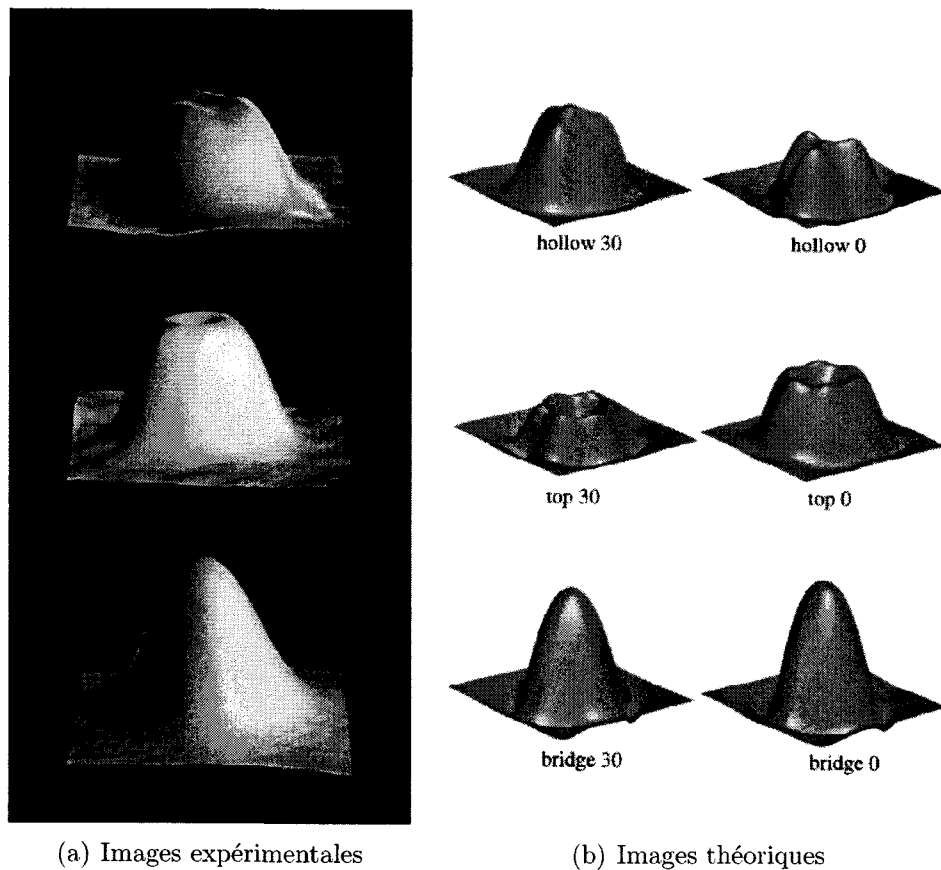 hollow 30
hollow 0
top 30
top 0
bridge 30
bridge 0
(a) Images expérimentales
(b) Images théoriques